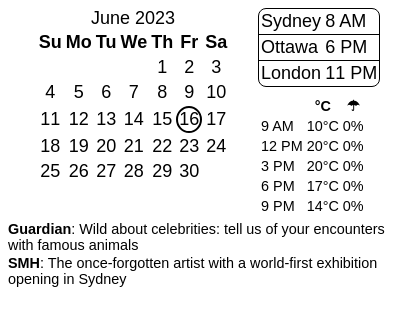 June 2023
Su Mo Tu We Th Fr Sa
1 2 3
4 5 6 7 8 9 10
11 12 13 14 15 16 17
18 19 20 21 22 23 24
25 26 27 28 29 30
Sydney 8 AM
Ottawa 6 PM
London 11 PM
°C ☂
9 AM 10°C 0%
12 PM 20°C 0%
3 PM 20°C 0%
6 PM 17°C 0%
9 PM 14°C 0%
Guardian: Wild about celebrities: tell us of your encounters
with famous animals
SMH: The once-forgotten artist with a world-first exhibition
opening in Sydney